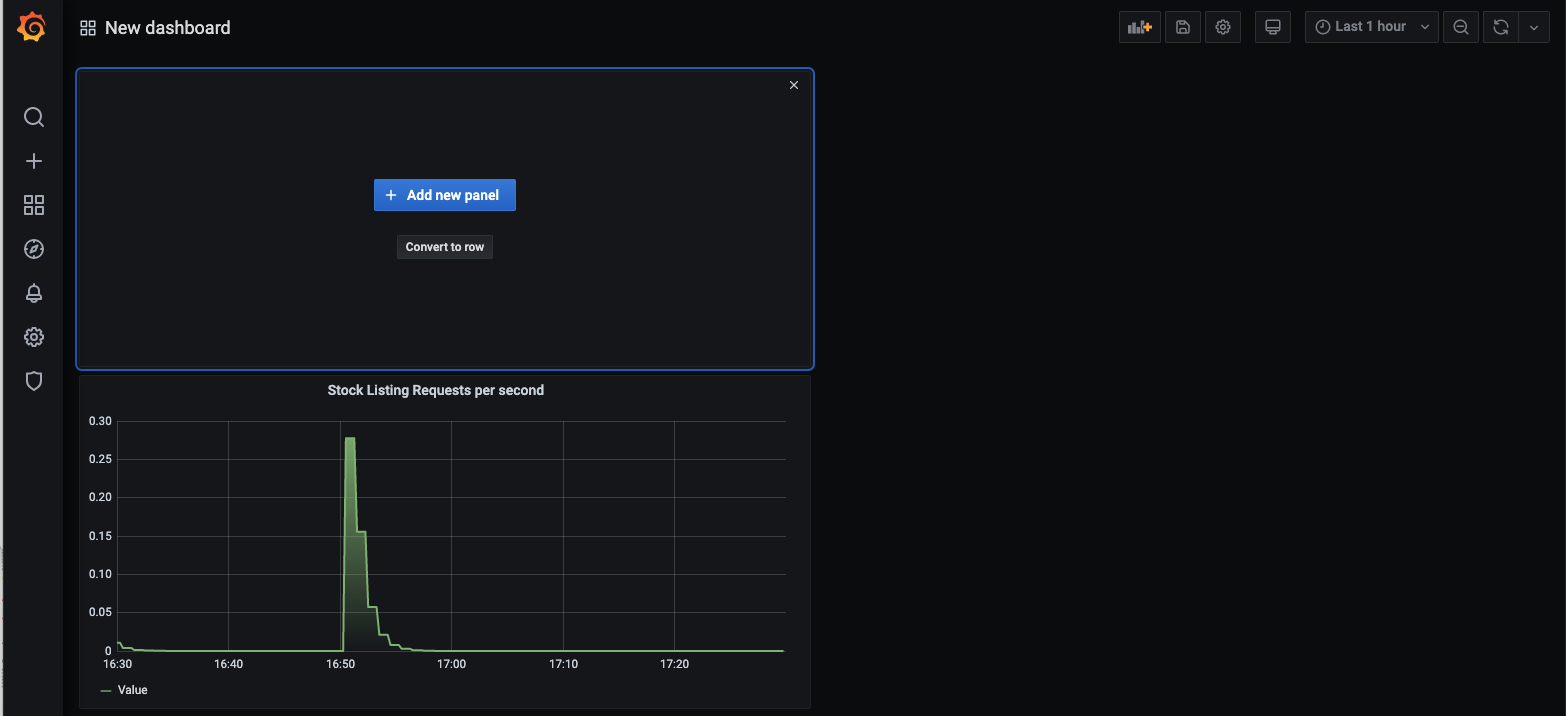 New dashboard
Last 1 hour
Add new panel
Convert to row
Stock Listing Requests per second
0.30
0.25
0.20
0.15
0.10
0.05
0
16:30 16:40 16:50 17:00 17:10 17:20
Value